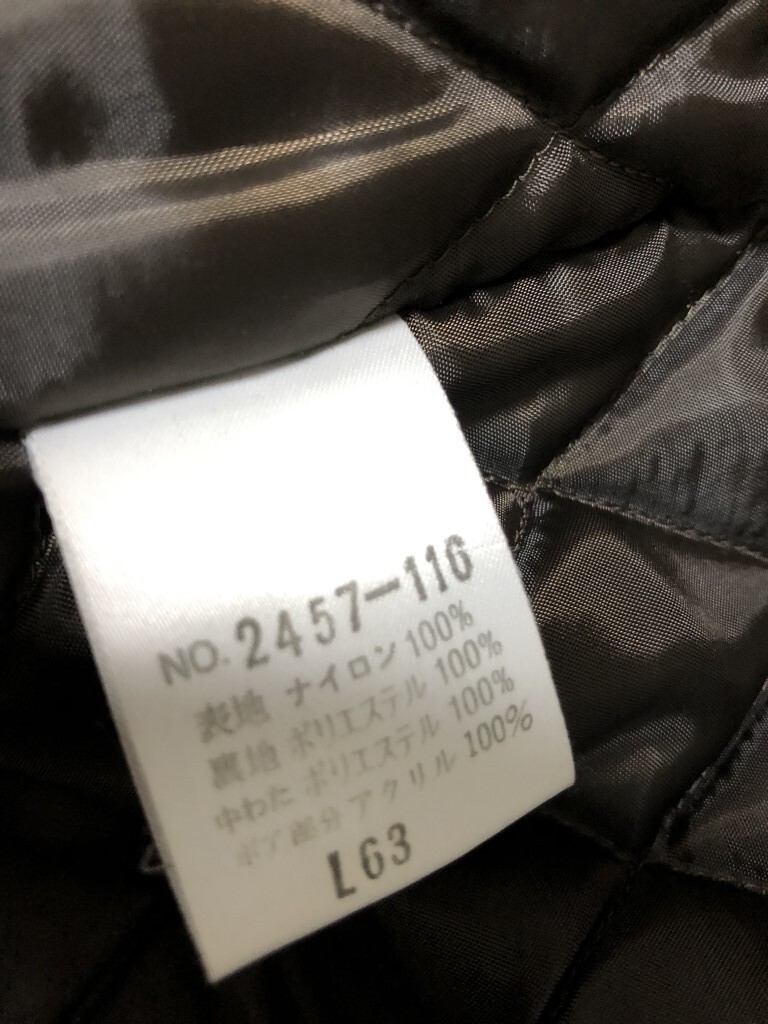 NO. 2457-116
表地 ナイロン 100%
裏地 ポリエステル 100%
中わた ポリエステル 100%
ボア部分 アクリル 100%
L63